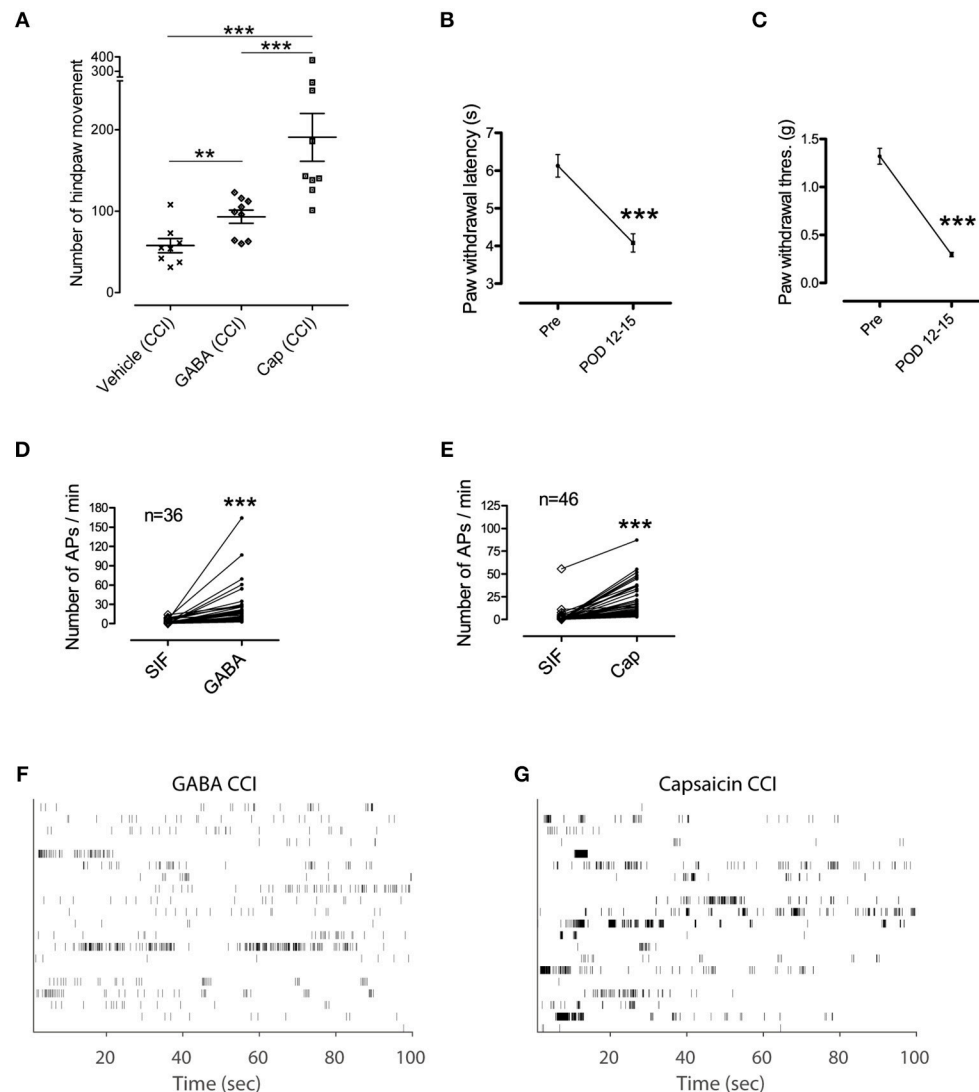 A
***
***
**
Number of hindpaw movement
400
300
200
100
0
Vehicle (CCI)
GABA (CCI)
Cap (CCI)
B
Paw withdrawal latency (s)
7
6
5
4
3
***
Pre
POD 12-15
C
Paw withdrawal thres. (g)
1.5
1.0
0.5
0.0
***
Pre
POD 12-15
D
Number of APs / min
180
150
120
90
60
30
0
n=36
***
SIF
GABA
E
Number of APs / min
125
100
75
50
25
0
n=46
***
SIF
Cap
F
GABA CCI
20
40
60
80
100
Time (sec)
G
Capsaicin CCI
20
40
60
80
100
Time (sec)